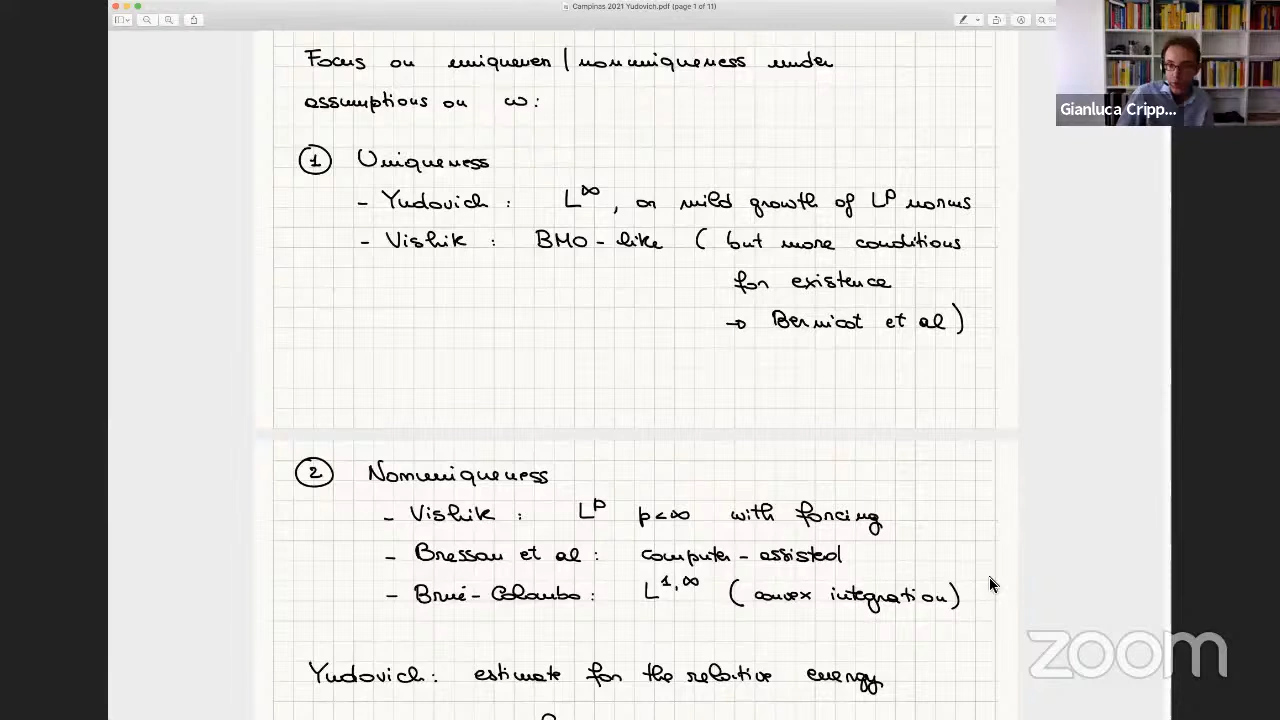 Campinas 2021 Yudovich.pdf (page 1 of 11)
Focus on uniqueness / nonuniqueness under
assumptions on ω:
① Uniqueness
- Yudovich : L^∞, or mild growth of L^p norms
- Vishik : BMO-like ( but more conditions
for existence
→ Bernicot et al )
② Nonuniqueness
- Vishik : L^p p<∞ with forcing
- Bressan et al : computer-assisted
- Brué-Colombo : L^{1,∞} ( convex integration )
Yudovich : estimate for the relative energy
Gianluca Cripp...
zoom